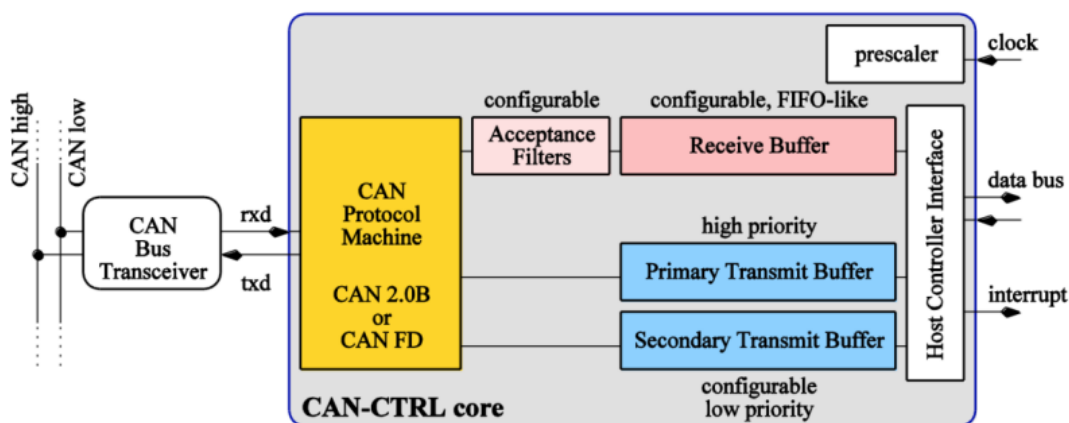 prescaler
clock
configurable
configurable, FIFO-like
CAN high
CAN low
Acceptance
Filters
Receive Buffer
CAN
Protocol
Machine
CAN 2.0B
or
CAN FD
Host Controller Interface
data bus
CAN
Bus
Transceiver
rxd
txd
high priority
Primary Transmit Buffer
interrupt
Secondary Transmit Buffer
configurable
low priority
CAN-CTRL core